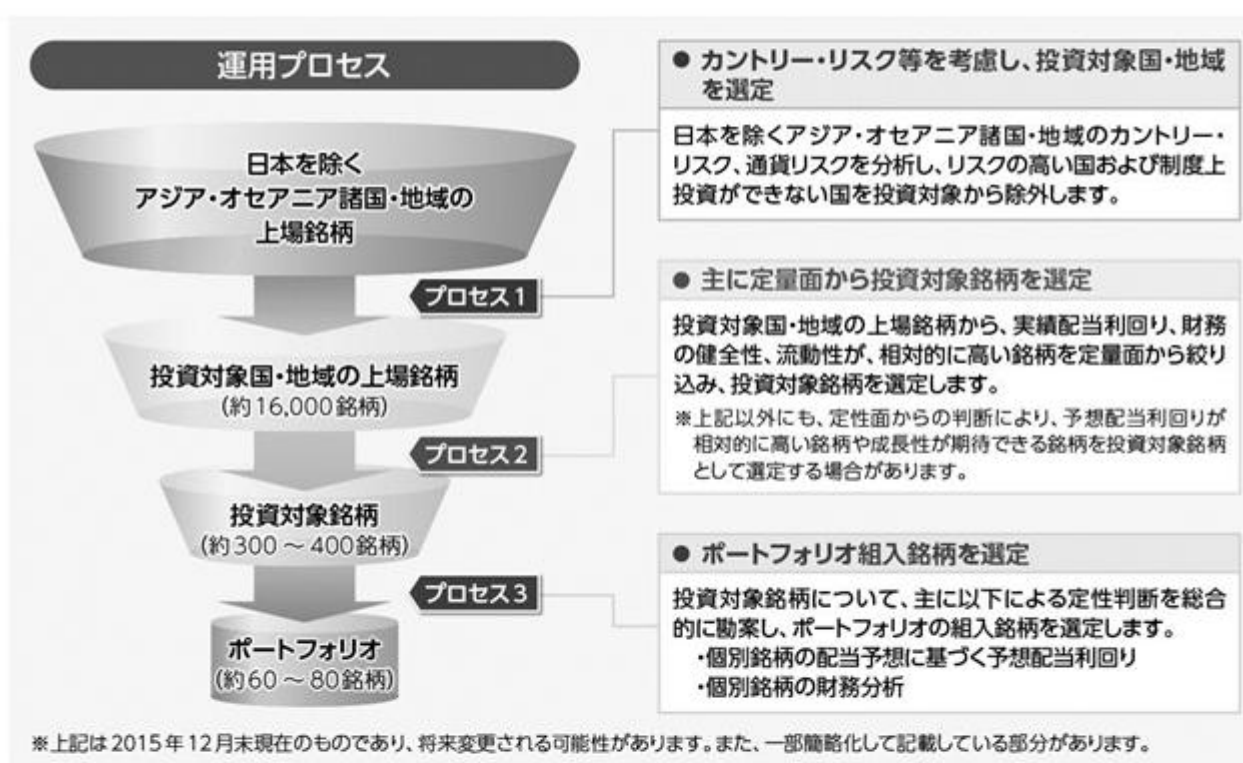 運用プロセス
日本を除く
アジア・オセアニア諸国・地域の
上場銘柄
プロセス1
投資対象国・地域の上場銘柄
(約16,000銘柄)
プロセス2
投資対象銘柄
(約300～400銘柄)
プロセス3
ポートフォリオ
(約60～80銘柄)
● カントリー・リスク等を考慮し、投資対象国・地域
を選定
日本を除くアジア・オセアニア諸国・地域のカントリー・
リスク、通貨リスクを分析し、リスクの高い国および制度上
投資ができない国を投資対象から除外します。
● 主に定量面から投資対象銘柄を選定
投資対象国・地域の上場銘柄から、実績配当利回り、財務
の健全性、流動性が、相対的に高い銘柄を定量面から絞り
込み、投資対象銘柄を選定します。
※上記以外にも、定性面からの判断により、予想配当利回りが
相対的に高い銘柄や成長性が期待できる銘柄を投資対象銘柄
として選定する場合があります。
● ポートフォリオ組入銘柄を選定
投資対象銘柄について、主に以下による定性判断を総合
的に勘案し、ポートフォリオの組入銘柄を選定します。
・個別銘柄の配当予想に基づく予想配当利回り
・個別銘柄の財務分析
※上記は2015年12月末現在のものであり、将来変更される可能性があります。また、一部簡略化して記載している部分があります。